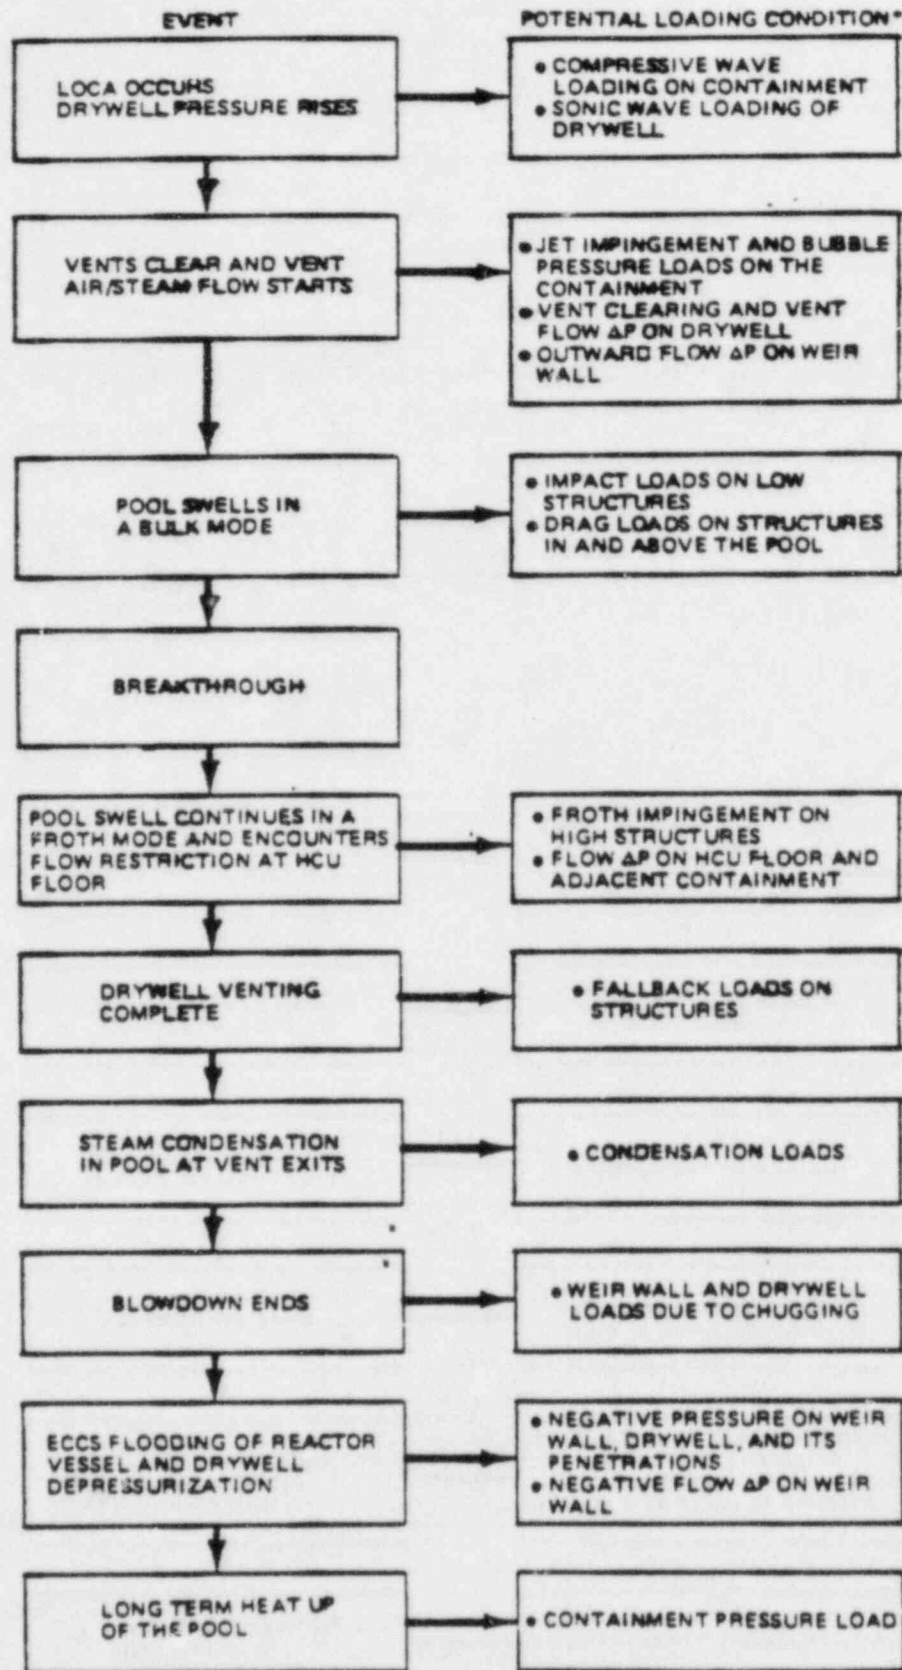 EVENT
POTENTIAL LOADING CONDITION*
LOCA OCCURS
DRYWELL PRESSURE RISES
• COMPRESSIVE WAVE
LOADING ON CONTAINMENT
• SONIC WAVE LOADING OF
DRYWELL
VENTS CLEAR AND VENT
AIR/STEAM FLOW STARTS
• JET IMPINGEMENT AND BUBBLE
PRESSURE LOADS ON THE
CONTAINMENT
• VENT CLEARING AND VENT
FLOW ΔP ON DRYWELL
• OUTWARD FLOW ΔP ON WEIR
WALL
POOL SWELLS IN
A BULK MODE
• IMPACT LOADS ON LOW
STRUCTURES
• DRAG LOADS ON STRUCTURES
IN AND ABOVE THE POOL
BREAKTHROUGH
POOL SWELL CONTINUES IN A
FROTH MODE AND ENCOUNTERS
FLOW RESTRICTION AT HCU
FLOOR
• FROTH IMPINGEMENT ON
HIGH STRUCTURES
• FLOW ΔP ON HCU FLOOR AND
ADJACENT CONTAINMENT
DRYWELL VENTING
COMPLETE
• FALLBACK LOADS ON
STRUCTURES
STEAM CONDENSATION
IN POOL AT VENT EXITS
• CONDENSATION LOADS
BLOWDOWN ENDS
• WEIR WALL AND DRYWELL
LOADS DUE TO CHUGGING
ECCS FLOODING OF REACTOR
VESSEL AND DRYWELL
DEPRESSURIZATION
• NEGATIVE PRESSURE ON WEIR
WALL, DRYWELL, AND ITS
PENETRATIONS
• NEGATIVE FLOW ΔP ON WEIR
WALL
LONG TERM HEAT UP
OF THE POOL
• CONTAINMENT PRESSURE LOAD